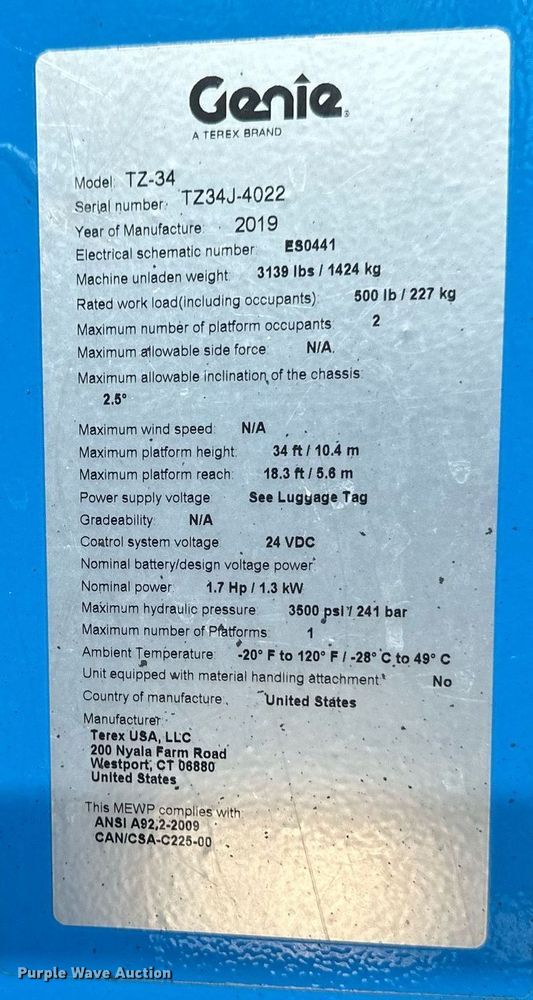 Genie
A TEREX BRAND
Model: TZ-34
Serial number: TZ34J-4022
Year of Manufacture: 2019
Electrical schematic number: ES0441
Machine unladen weight: 3139 lbs / 1424 kg
Rated work load(including occupants): 500 lb / 227 kg
Maximum number of platform occupants: 2
Maximum allowable side force: N/A
Maximum allowable inclination of the chassis:
2.5°
Maximum wind speed: N/A
Maximum platform height: 34 ft / 10.4 m
Maximum platform reach: 18.3 ft / 5.6 m
Power supply voltage: See Luggage Tag
Gradeability: N/A
Control system voltage: 24 VDC
Nominal battery/design voltage power:
Nominal power: 1.7 Hp / 1.3 kW
Maximum hydraulic pressure: 3500 psi / 241 bar
Maximum number of Platforms: 1
Ambient Temperature: -20° F to 120° F / -28° C to 49° C
Unit equipped with material handling attachment: No
Country of manufacture: United States
Manufacturer:
Terex USA, LLC
200 Nyala Farm Road
Westport, CT 06880
United States
This MEWP complies with:
ANSI A92.2-2009
CAN/CSA-C225-00
Purple Wave Auction